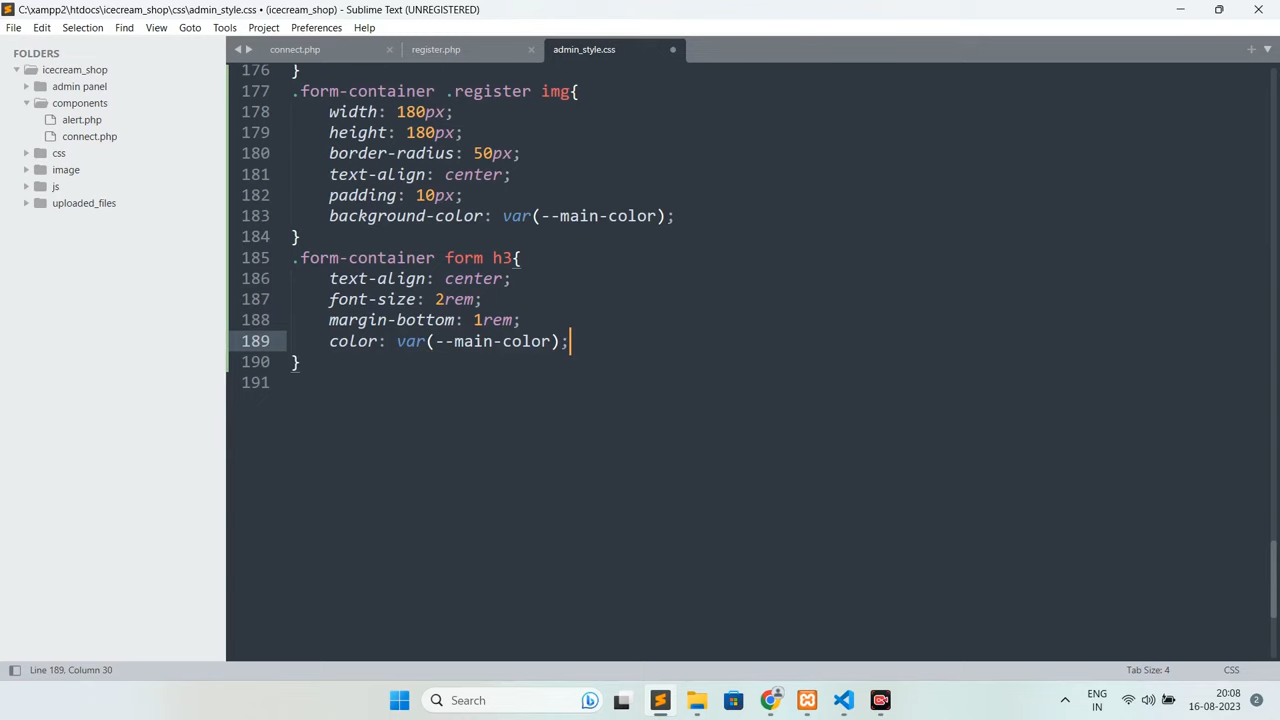 C:\xampp2\htdocs\icecream_shop\css\admin_style.css • (icecream_shop) - Sublime Text (UNREGISTERED)
File Edit Selection Find View Goto Tools Project Preferences Help
FOLDERS
icecream_shop
admin panel
components
alert.php
connect.php
css
image
js
uploaded_files
connect.php register.php admin_style.css
176 }
177 .form-container .register img{
178 width: 180px;
179 height: 180px;
180 border-radius: 50px;
181 text-align: center;
182 padding: 10px;
183 background-color: var(--main-color);
184 }
185 .form-container form h3{
186 text-align: center;
187 font-size: 2rem;
188 margin-bottom: 1rem;
189 color: var(--main-color);
190 }
191
Line 189, Column 30 Tab Size: 4 CSS
Search
ENG
IN
20:08
16-08-2023
2